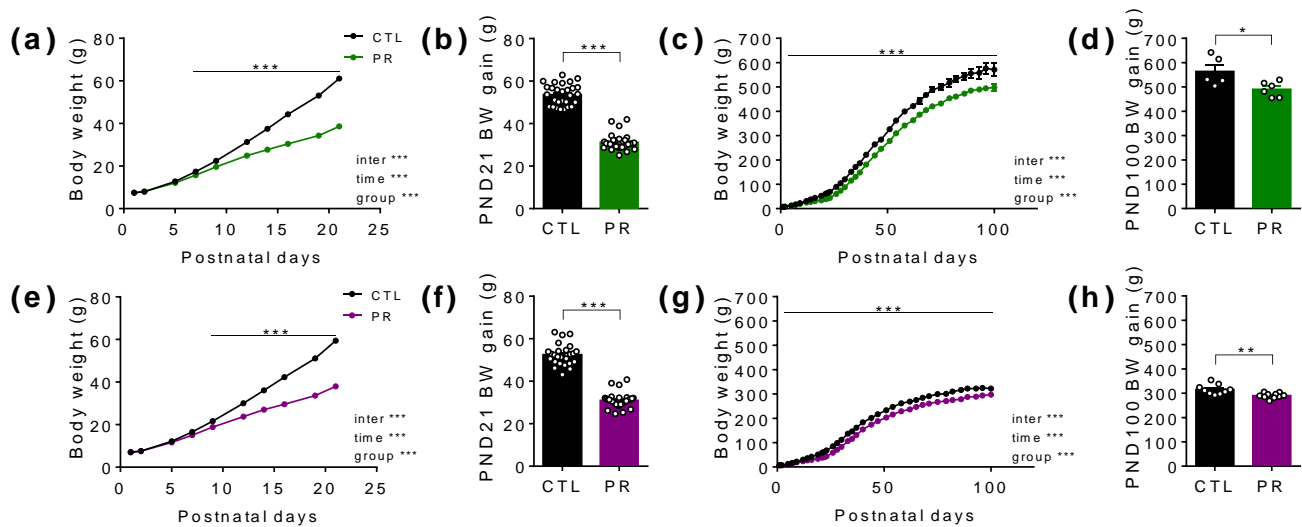 (a)
Body weight (g)
80
60
40
20
0
0
5
10
15
20
25
Postnatal days
***
CTL
PR
inter ***
time ***
group ***
(b)
PND21 BW gain (g)
80
60
40
20
0
***
CTL
PR
(c)
Body weight (g)
700
600
500
400
300
200
100
0
50
100
Postnatal days
***
inter ***
time ***
group ***
(d)
PND100 BW gain (g)
700
600
500
400
300
200
100
0
*
CTL
PR
(e)
Body weight (g)
80
60
40
20
0
0
5
10
15
20
25
Postnatal days
***
CTL
PR
inter ***
time ***
group ***
(f)
PND21 BW gain (g)
80
60
40
20
0
***
CTL
PR
(g)
Body weight (g)
700
600
500
400
300
200
100
0
50
100
Postnatal days
***
inter ***
time ***
group ***
(h)
PND100 BW gain (g)
700
600
500
400
300
200
100
0
**
CTL
PR